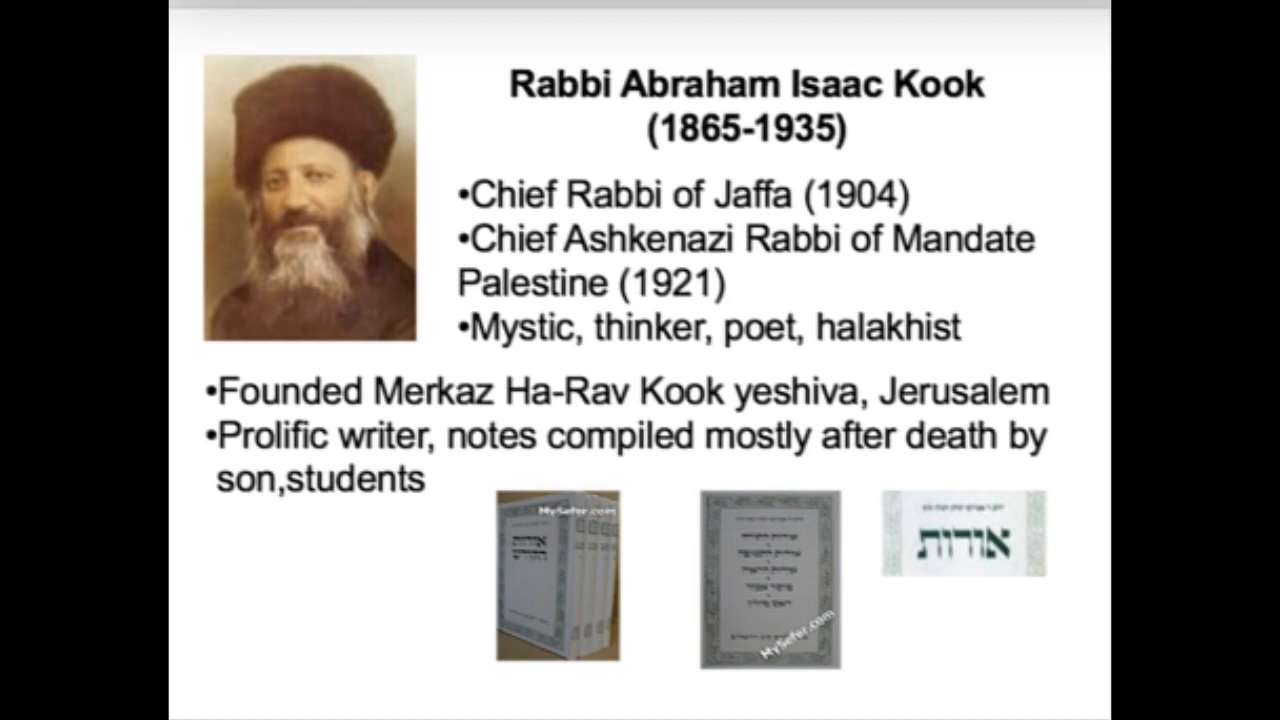 Rabbi Abraham Isaac Kook
(1865-1935)
•Chief Rabbi of Jaffa (1904)
•Chief Ashkenazi Rabbi of Mandate
Palestine (1921)
•Mystic, thinker, poet, halakhist
•Founded Merkaz Ha-Rav Kook yeshiva, Jerusalem
•Prolific writer, notes compiled mostly after death by
son,students
MySefer.com
אורות
MySefer.com
אורות